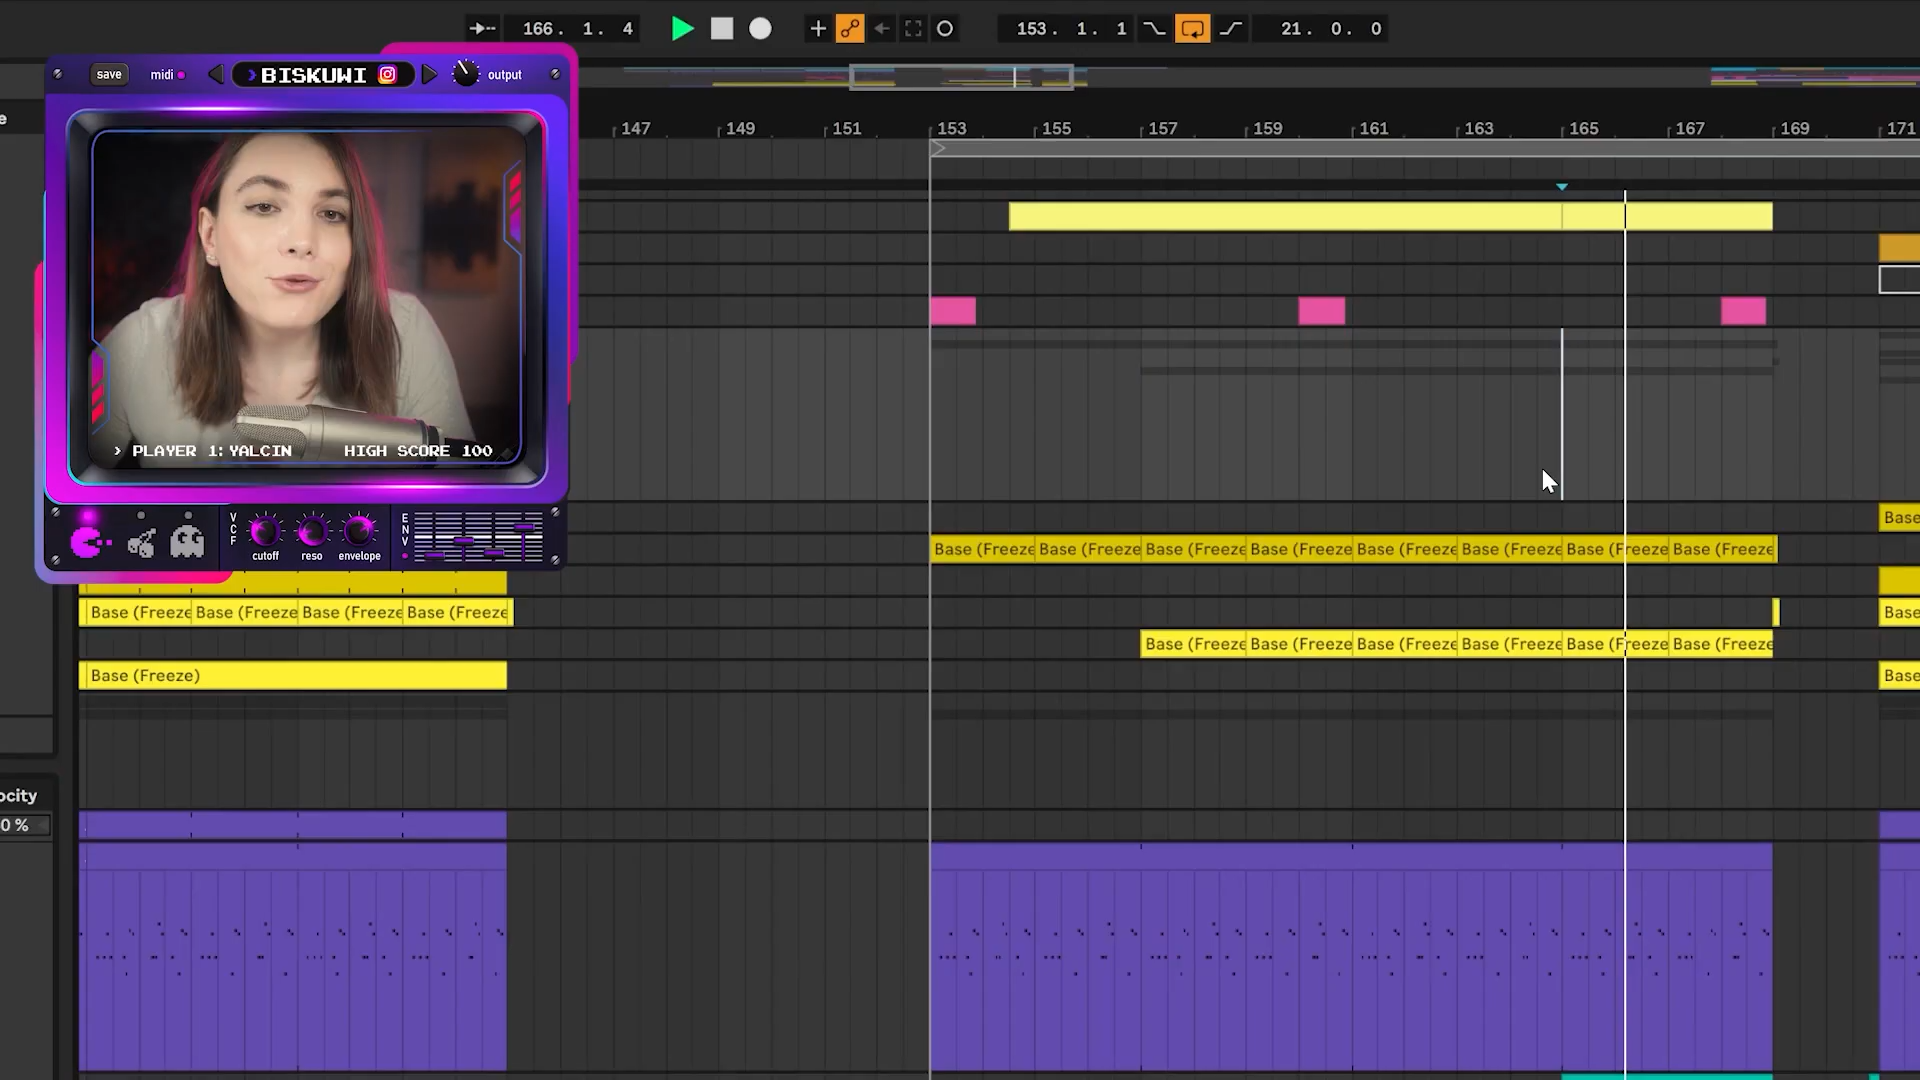 166. 1. 4
153. 1. 1
21. 0. 0
save
midi
BISKUWI
output
e
147
149
151
153
155
157
159
161
163
165
167
169
171
› PLAYER 1: YALCIN
HIGH SCORE 100
VCF
cutoff
reso
envelope
ENV
Base
Base (Freeze
Base (Freeze
Base (Freeze
Base (Freeze
Base (Freeze
Base (Freeze
Base (Freeze
Base (Freeze
Base (Freeze
Base (Freeze
Base (Freeze
Base (Freeze
Base
Base (Freeze
Base (Freeze
Base (Freeze
Base (Freeze
Base (Freeze
Base (Freeze
Base (Freeze)
Base
ocity
0 %